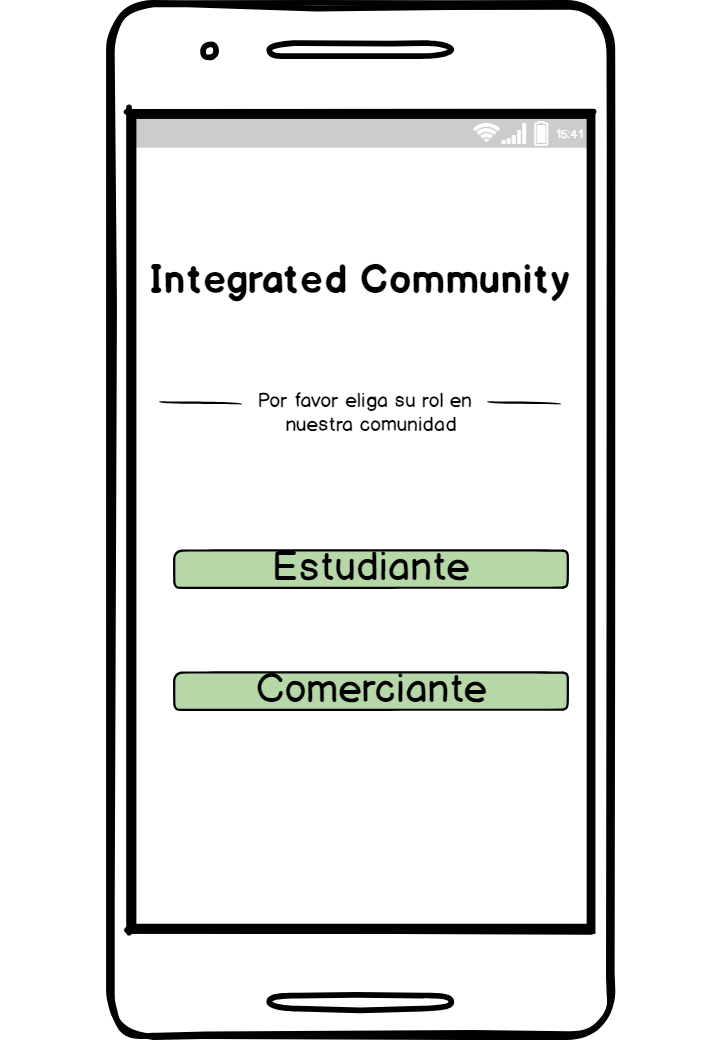 15:41
Integrated Community
Por favor eliga su rol en
nuestra comunidad
Estudiante
Comerciante